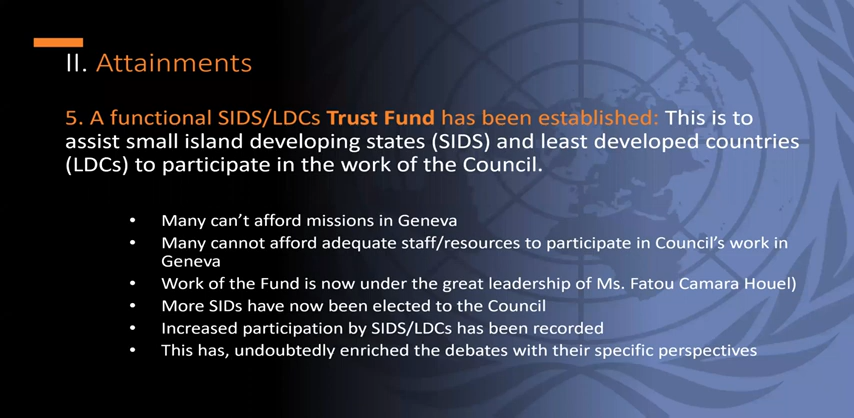 II. Attainments
5. A functional SIDS/LDCs Trust Fund has been established: This is to
assist small island developing states (SIDS) and least developed countries
(LDCs) to participate in the work of the Council.
• Many can't afford missions in Geneva
• Many cannot afford adequate staff/resources to participate in Council's work in
Geneva
• Work of the Fund is now under the great leadership of Ms. Fatou Camara Houel)
• More SIDs have now been elected to the Council
• Increased participation by SIDS/LDCs has been recorded
• This has, undoubtedly enriched the debates with their specific perspectives